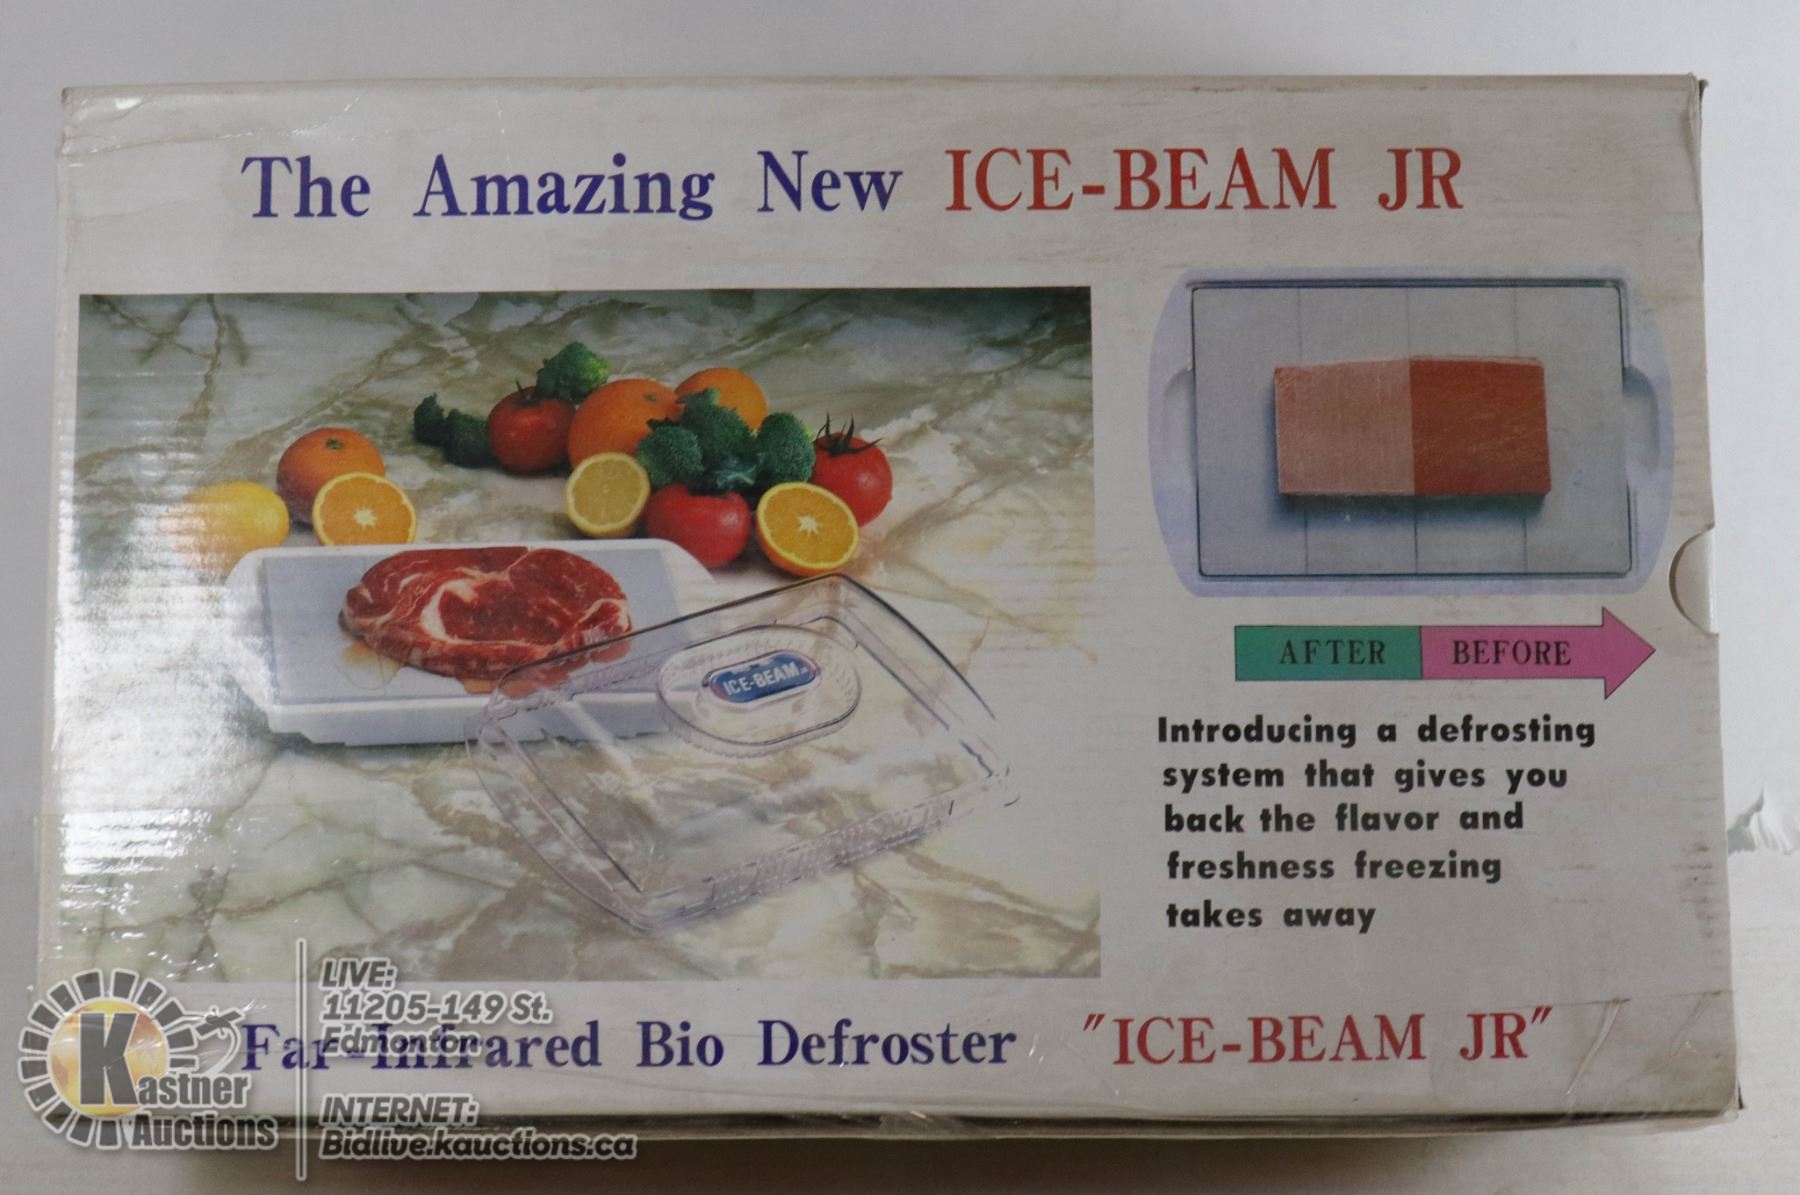 The Amazing New ICE-BEAM JR
ICE-BEAM JR
AFTER BEFORE
Introducing a defrosting
system that gives you
back the flavor and
freshness freezing
takes away
Far-Infrared Bio Defroster "ICE-BEAM JR"
Kastner
Auctions
LIVE:
11205-149 St.
Edmonton
INTERNET:
Bidlive.kauctions.ca